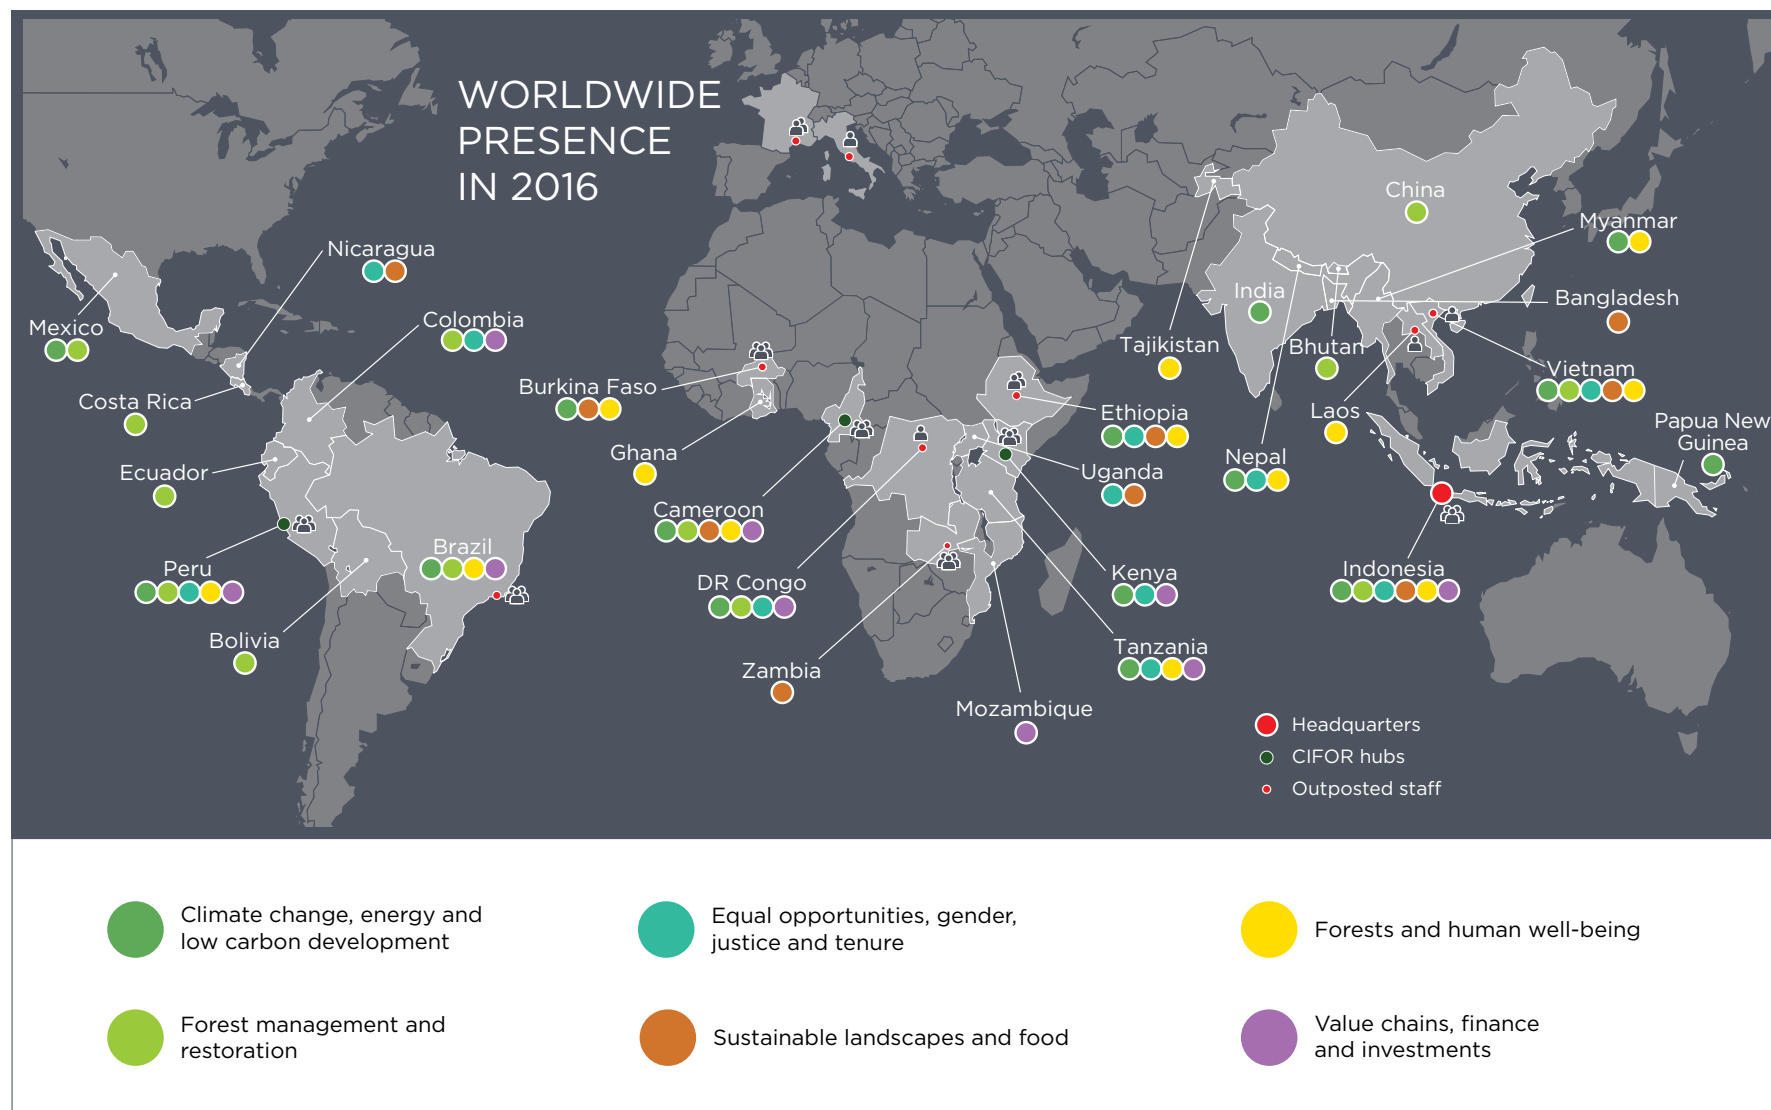 WORLDWIDE
PRESENCE
IN 2016
China
Myanmar
Nicaragua
India
Bangladesh
Colombia
Mexico
Tajikistan
Bhutan
Vietnam
Burkina Faso
Costa Rica
Ethiopia
Laos
Papua New
Guinea
Ghana
Nepal
Ecuador
Uganda
Cameroon
Brazil
Peru
DR Congo
Kenya
Indonesia
Bolivia
Tanzania
Zambia
Mozambique
Headquarters
CIFOR hubs
Outposted staff
Climate change, energy and
low carbon development
Equal opportunities, gender,
justice and tenure
Forests and human well-being
Forest management and
restoration
Sustainable landscapes and food
Value chains, finance
and investments